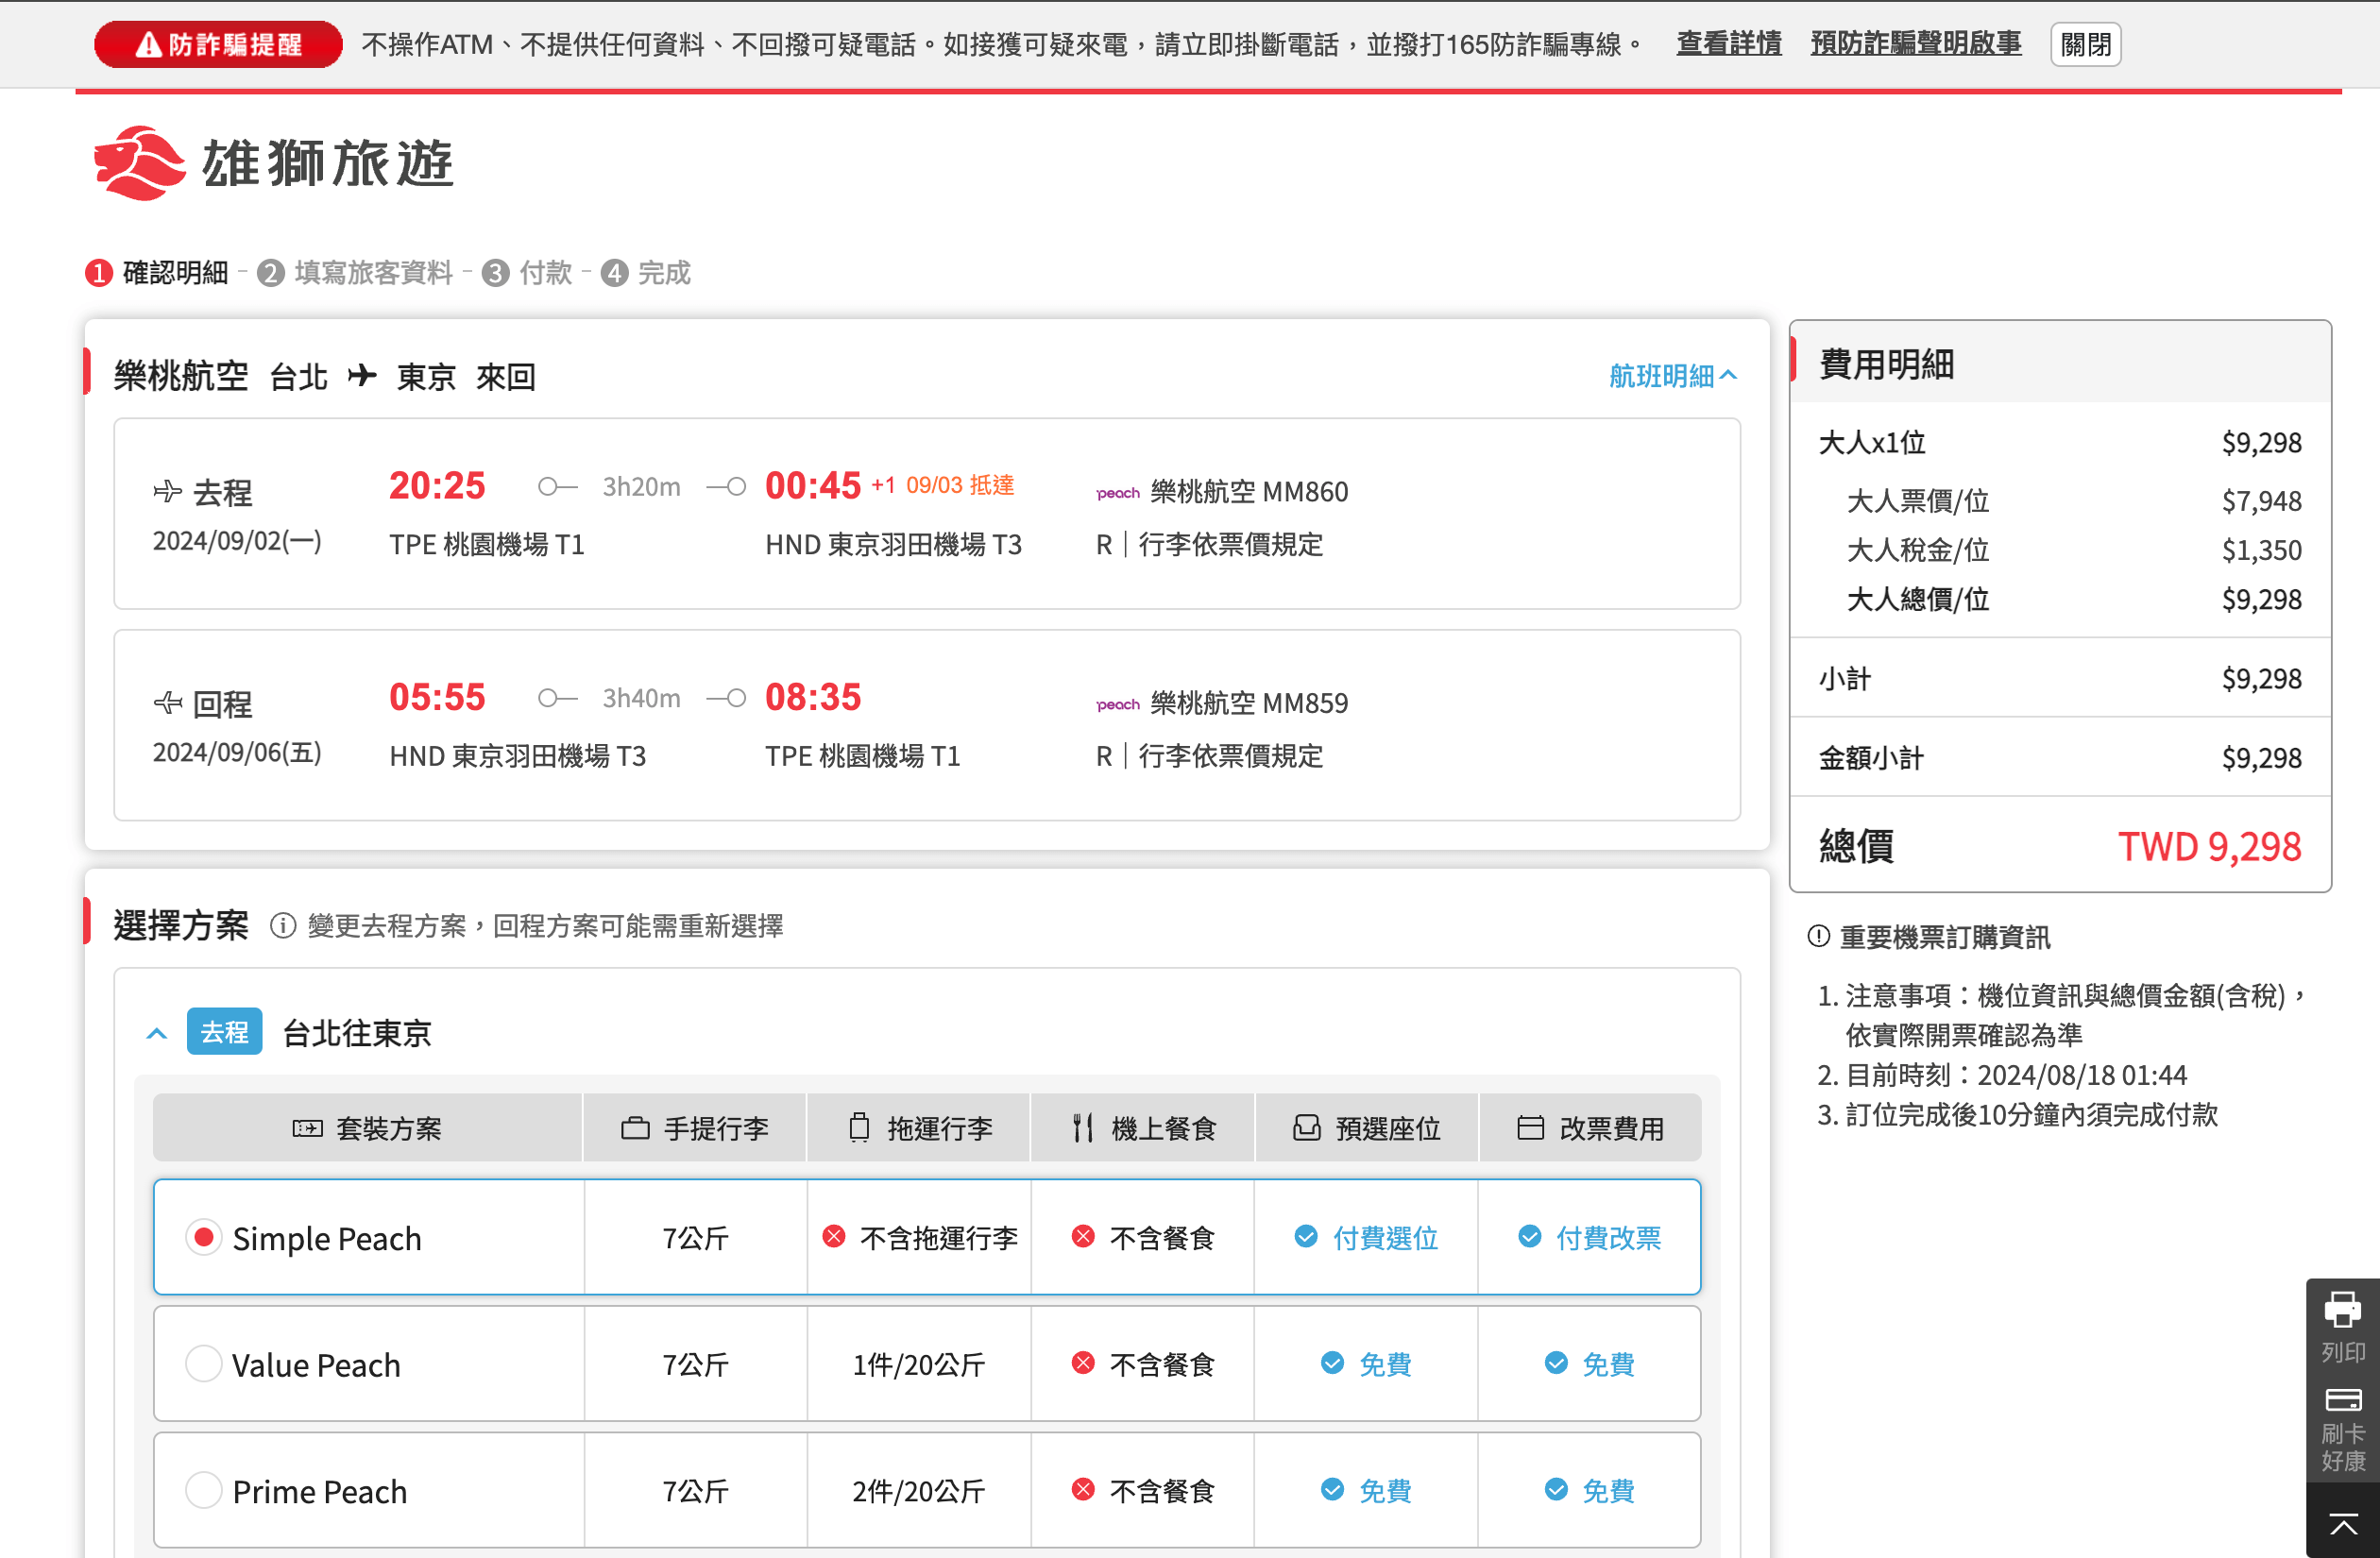 防詐騙提醒 不操作ATM、不提供任何資料、不回撥可疑電話。如接獲可疑來電，請立即掛斷電話，並撥打165防詐騙專線。 查看詳情 預防詐騙聲明啟事 關閉
雄獅旅遊
1 確認明細 - 2 填寫旅客資料 - 3 付款 - 4 完成
樂桃航空 台北 東京 來回 航班明細
去程 20:25 3h20m 00:45 +1 09/03 抵達 peach 樂桃航空 MM860
2024/09/02(一) TPE 桃園機場 T1 HND 東京羽田機場 T3 R｜行李依票價規定
回程 05:55 3h40m 08:35 peach 樂桃航空 MM859
2024/09/06(五) HND 東京羽田機場 T3 TPE 桃園機場 T1 R｜行李依票價規定
費用明細
大人x1位 $9,298
大人票價/位 $7,948
大人稅金/位 $1,350
大人總價/位 $9,298
小計 $9,298
金額小計 $9,298
總價 TWD 9,298
重要機票訂購資訊
1. 注意事項：機位資訊與總價金額(含稅)，
依實際開票確認為準
2. 目前時刻：2024/08/18 01:44
3. 訂位完成後10分鐘內須完成付款
選擇方案 變更去程方案，回程方案可能需重新選擇
去程 台北往東京
套裝方案 手提行李 拖運行李 機上餐食 預選座位 改票費用
Simple Peach 7公斤 不含拖運行李 不含餐食 付費選位 付費改票
Value Peach 7公斤 1件/20公斤 不含餐食 免費 免費
Prime Peach 7公斤 2件/20公斤 不含餐食 免費 免費
列印
刷卡
好康